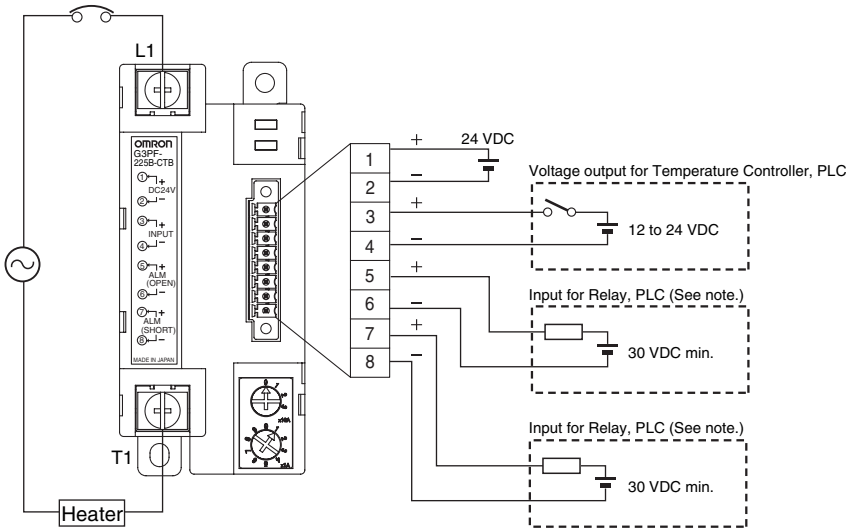 L1
OMRON
G3PF-
225B-CTB
① +
DC24V
② −
③ +
INPUT
④ −
⑤ +
ALM
(OPEN)
⑥ −
⑦ +
ALM
(SHORT)
⑧ −
MADE IN JAPAN
T1
Heater
x10A
x1A
1 + 24 VDC
2 −
3 +
4 −
5 +
6 −
7 +
8 −
Voltage output for Temperature Controller, PLC
12 to 24 VDC
Input for Relay, PLC (See note.)
30 VDC min.
Input for Relay, PLC (See note.)
30 VDC min.